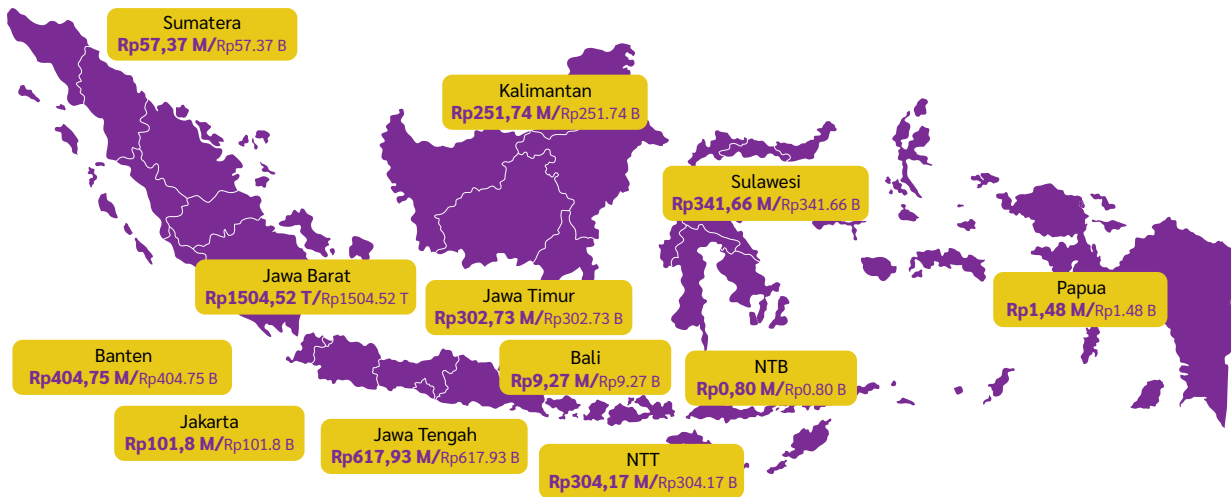 Sumatera
Rp57,37 M/Rp57.37 B
Kalimantan
Rp251,74 M/Rp251.74 B
Sulawesi
Rp341,66 M/Rp341.66 B
Jawa Barat
Rp1504,52 T/Rp1504.52 T
Jawa Timur
Rp302,73 M/Rp302.73 B
Papua
Rp1,48 M/Rp1.48 B
Banten
Rp404,75 M/Rp404.75 B
Bali
Rp9,27 M/Rp9.27 B
NTB
Rp0,80 M/Rp0.80 B
Jakarta
Rp101,8 M/Rp101.8 B
Jawa Tengah
Rp617,93 M/Rp617.93 B
NTT
Rp304,17 M/Rp304.17 B